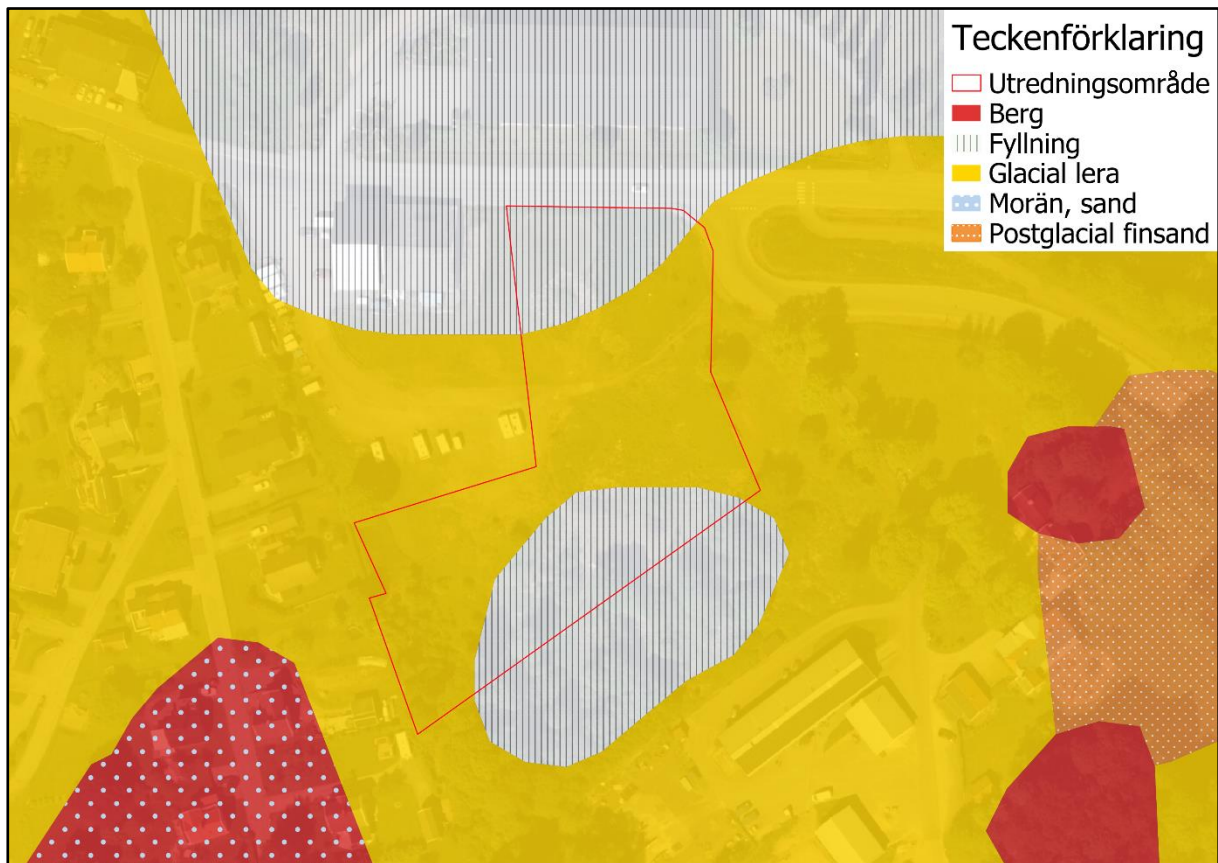 Teckenförklaring
Utredningsområde
Berg
Fyllning
Glacial lera
Morän, sand
Postglacial finsand